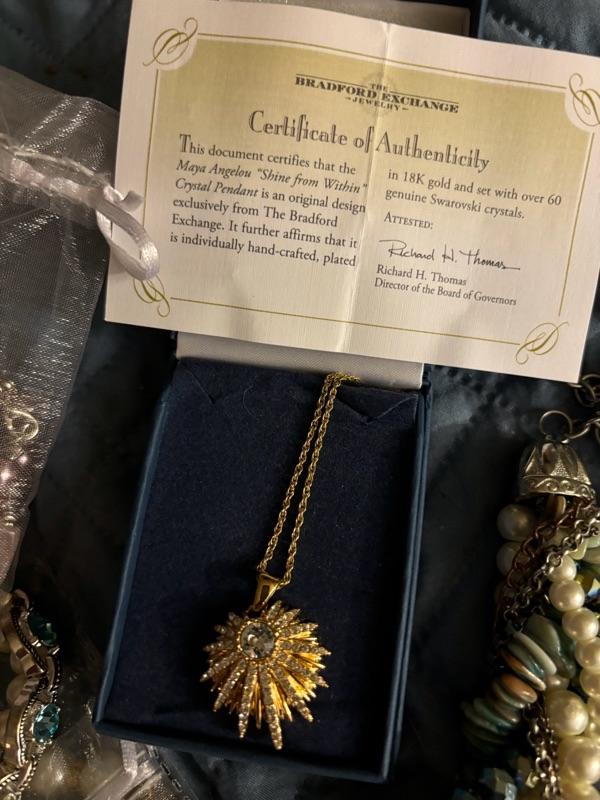 THE
BRADFORD EXCHANGE
JEWELRY
Certificate of Authenticity
This document certifies that the
Maya Angelou "Shine from Within"
Crystal Pendant is an original design
exclusively from The Bradford
Exchange. It further affirms that it
is individually hand-crafted, plated
in 18K gold and set with over 60
genuine Swarovski crystals.
ATTESTED:
Richard H. Thomas
Richard H. Thomas
Director of the Board of Governors